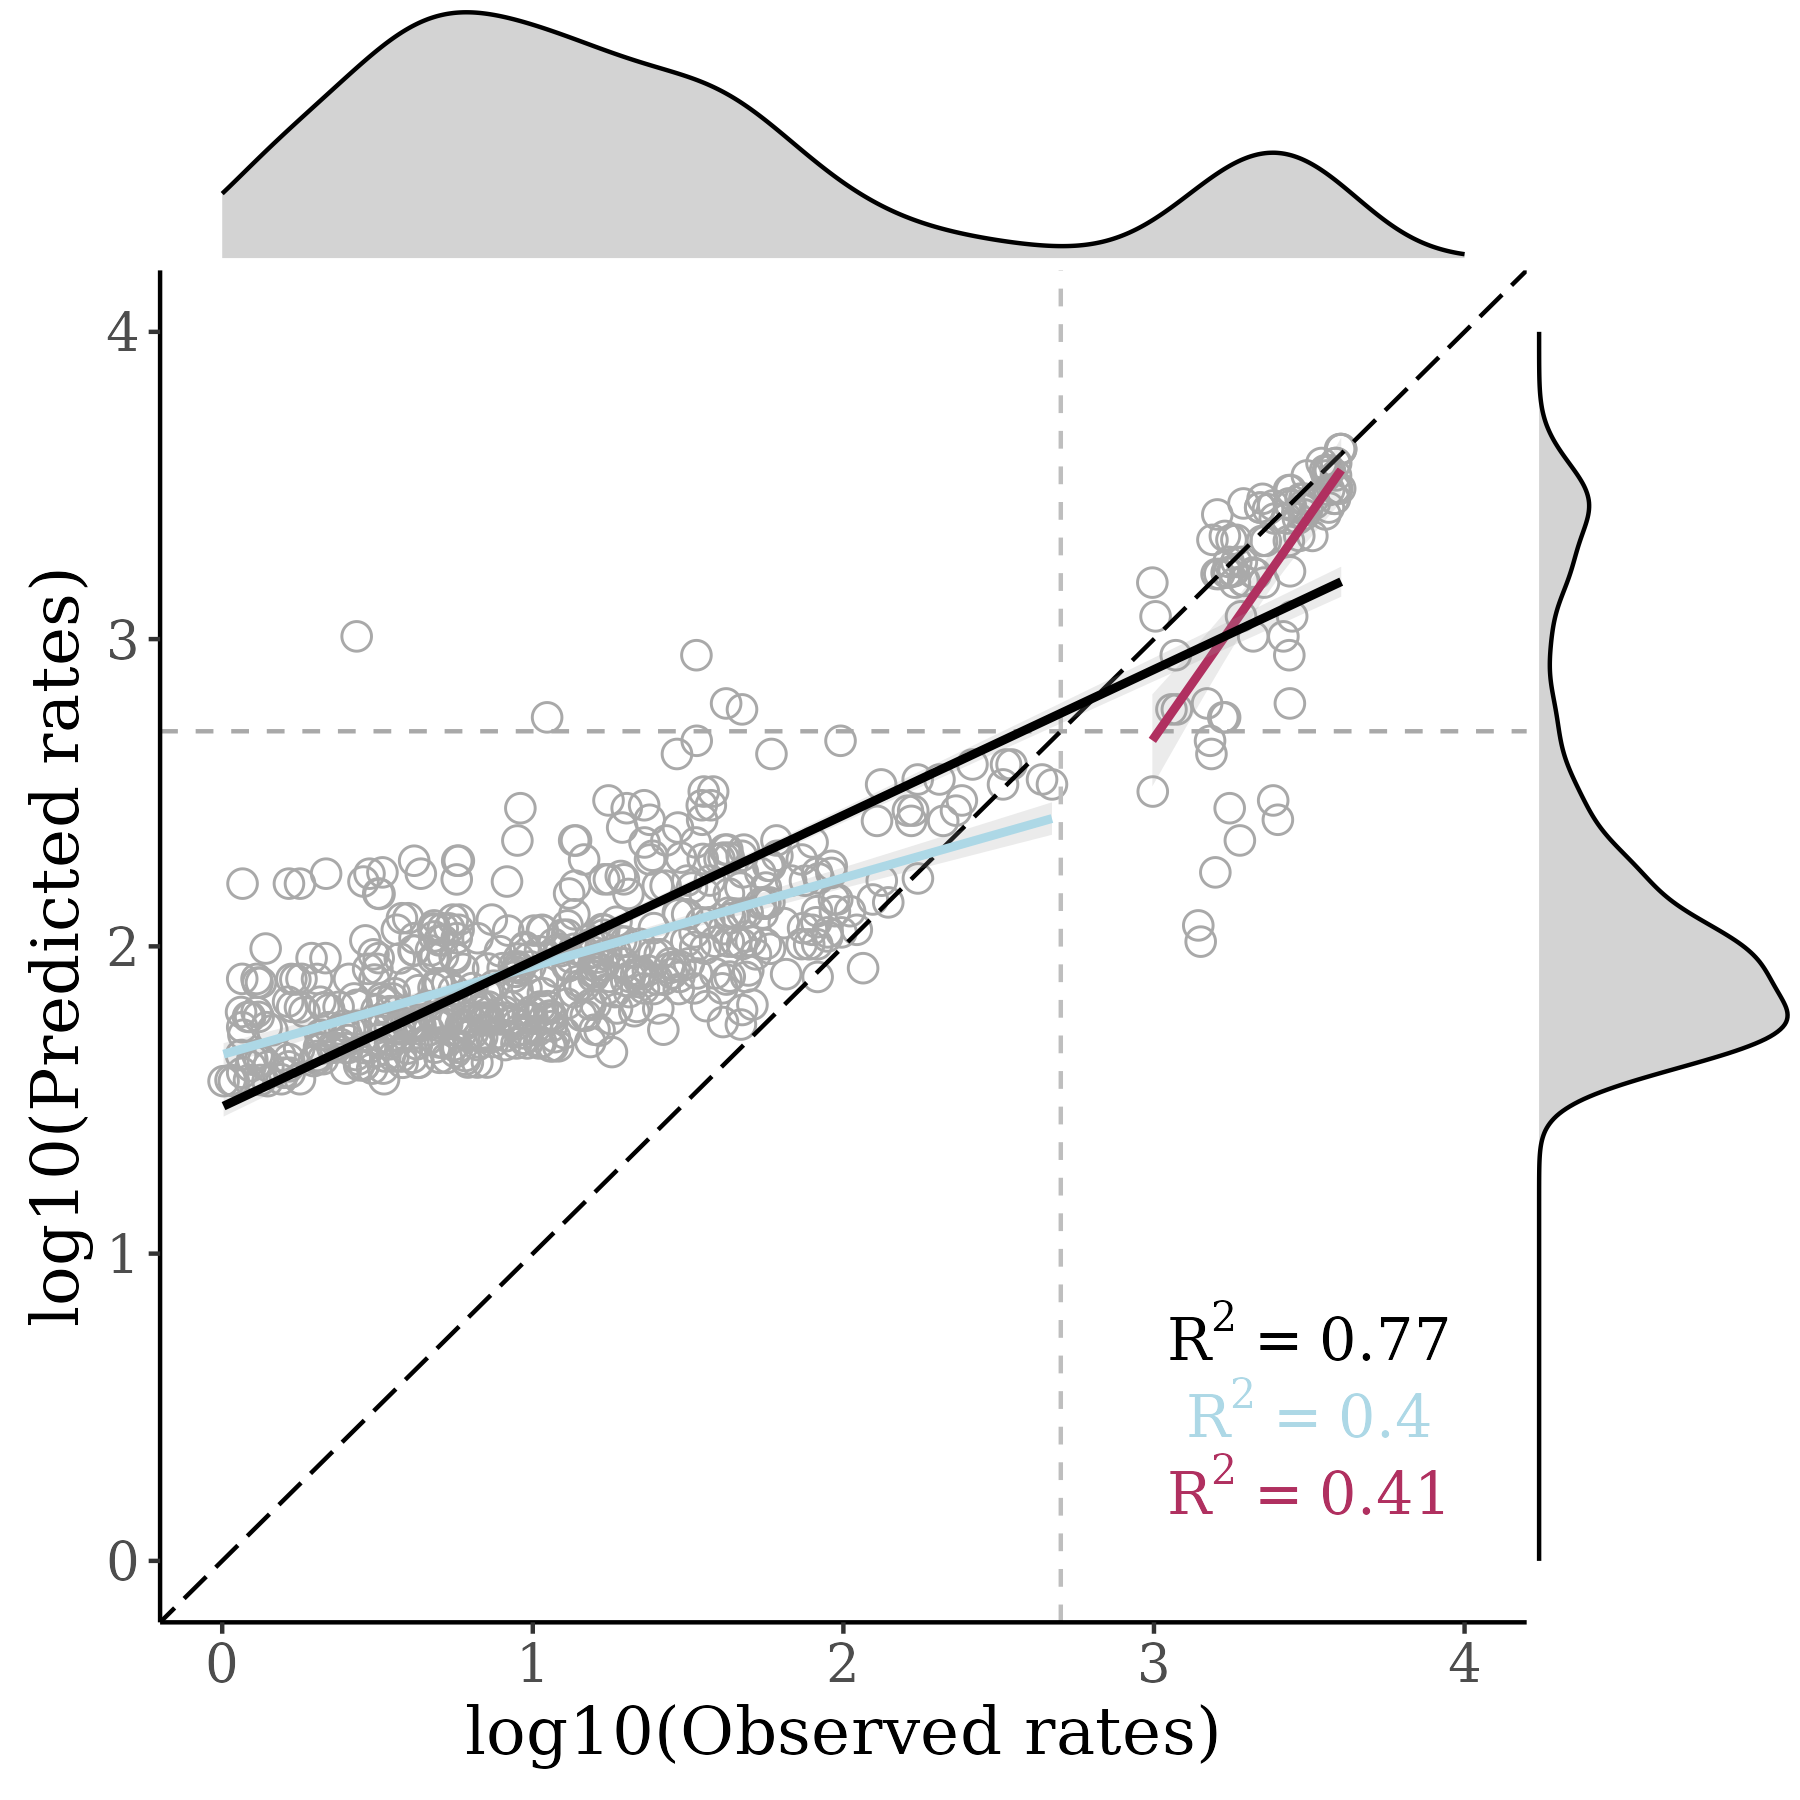 4
3
2
1
0
log10(Predicted rates)
R² = 0.77
R² = 0.4
R² = 0.41
0 1 2 3 4
log10(Observed rates)